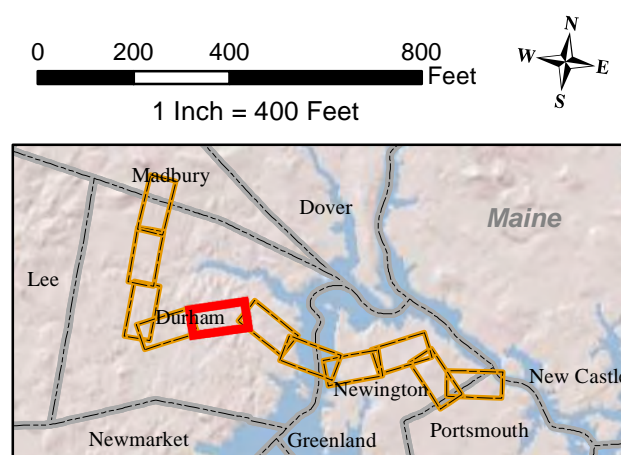 N
W E
S
0 200 400 800
Feet
1 Inch = 400 Feet
Madbury
Dover
Maine
Lee
Durham
Newington
New Castle
Newmarket
Greenland
Portsmouth